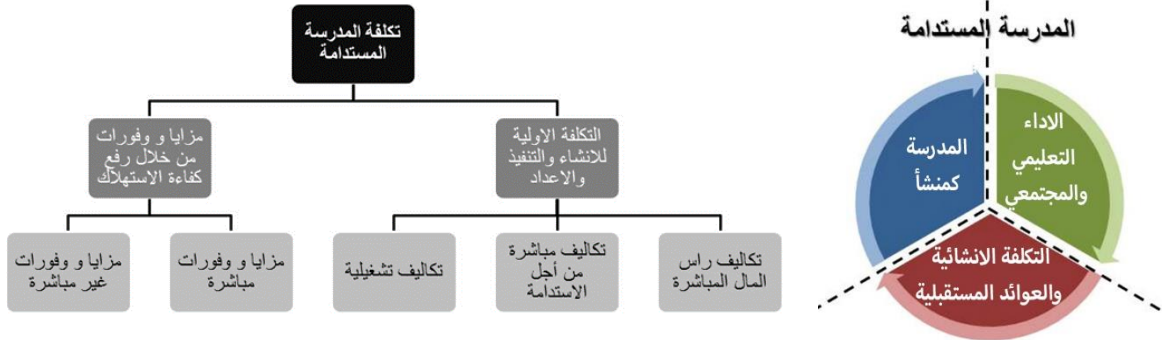 تكلفة المدرسة
المستدامة
التكلفة الاولية
للانشاء والتنفيذ
والاعداد
مزايا و وفورات
من خلال رفع
كفاءة الاستهلاك
تكاليف راس
المال المباشرة
تكاليف مباشرة
من أجل
الاستدامة
تكاليف تشغيلية
مزايا و وفورات
مباشرة
مزايا و وفورات
غير مباشرة
المدرسة المستدامة
الاداء
التعليمي
والمجتمعي
المدرسة
كمنشأ
التكلفة الانشائية
والعوائد المستقبلية